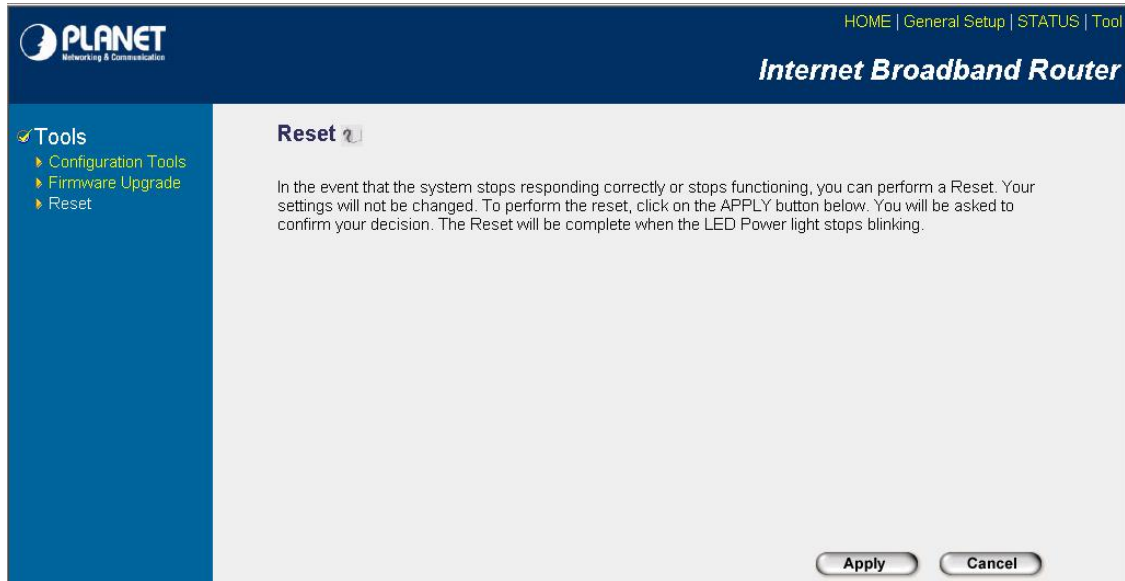 PLANET
Networking & Communication
HOME | General Setup | STATUS | Tool
Internet Broadband Router
Tools
Configuration Tools
Firmware Upgrade
Reset
Reset
In the event that the system stops responding correctly or stops functioning, you can perform a Reset. Your
settings will not be changed. To perform the reset, click on the APPLY button below. You will be asked to
confirm your decision. The Reset will be complete when the LED Power light stops blinking.
Apply Cancel